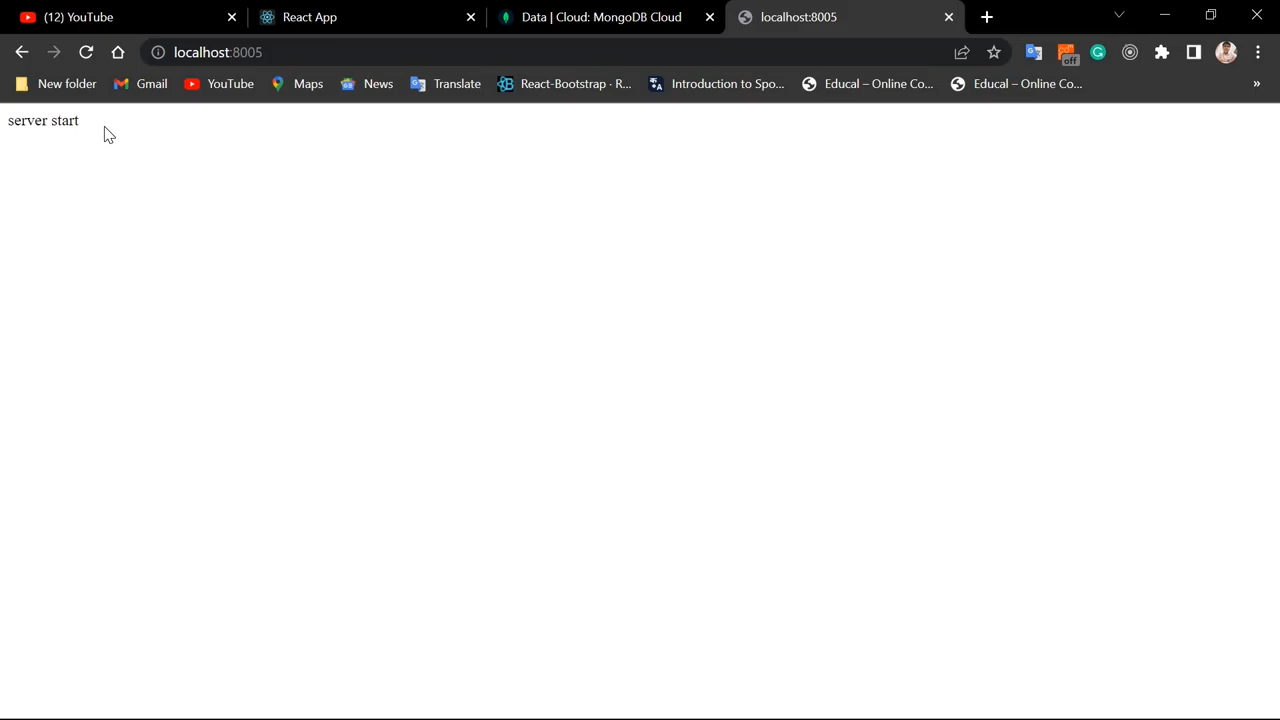 (12) YouTube
React App
Data | Cloud: MongoDB Cloud
localhost:8005
localhost:8005
off
New folder
Gmail
YouTube
Maps
News
Translate
React-Bootstrap · R...
Introduction to Spo...
Educal – Online Co...
Educal – Online Co...
»
server start